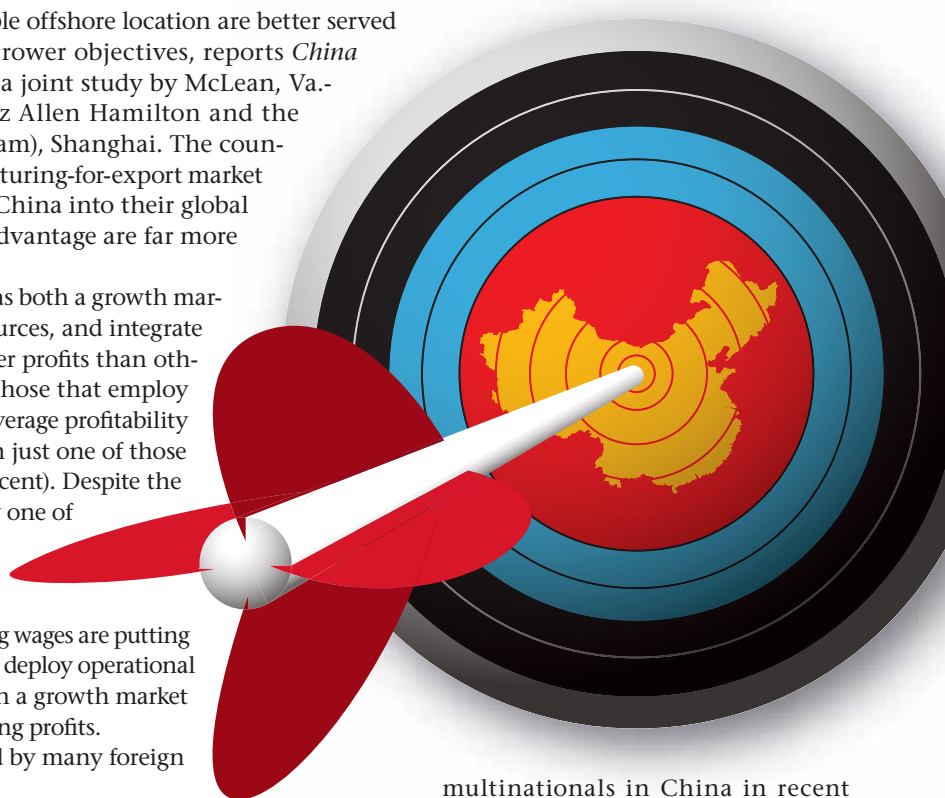 ble offshore location are better served
rower objectives, reports China
a joint study by McLean, Va.-
z Allen Hamilton and the
am), Shanghai. The coun-
turing-for-export market
China into their global
dvantage are far more
as both a growth mar-
urces, and integrate
er profits than oth-
hose that employ
verage profitability
n just one of those
cent). Despite the
one of
g wages are putting
deploy operational
n a growth market
ng profits.
d by many foreign
multinationals in China in recent